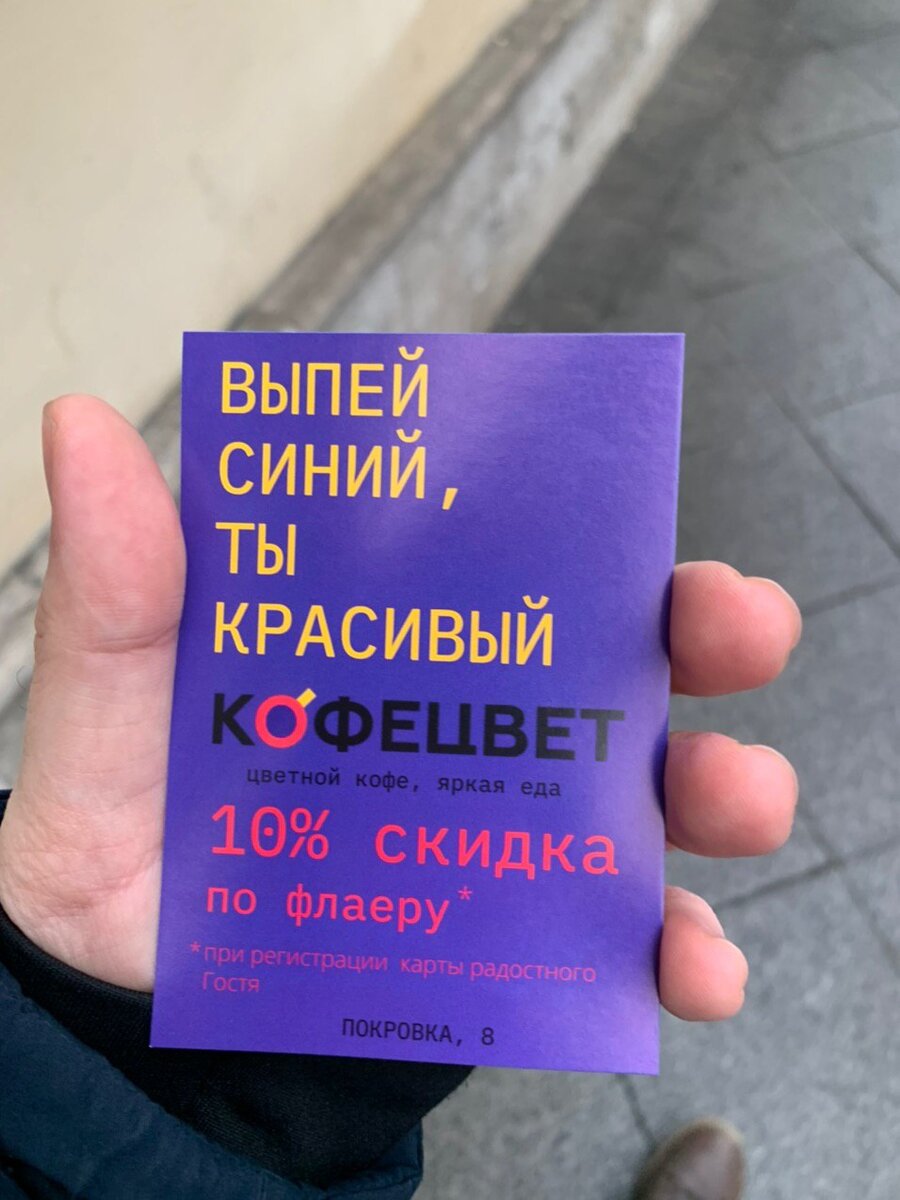 ВЫПЕЙ
СИНИЙ,
ТЫ
КРАСИВЫЙ
КОФЕЦВЕТ
цветной кофе, яркая еда
10% скидка
по флаеру*
*при регистрации карты радостного
Гостя
ПОКРОВКА, 8